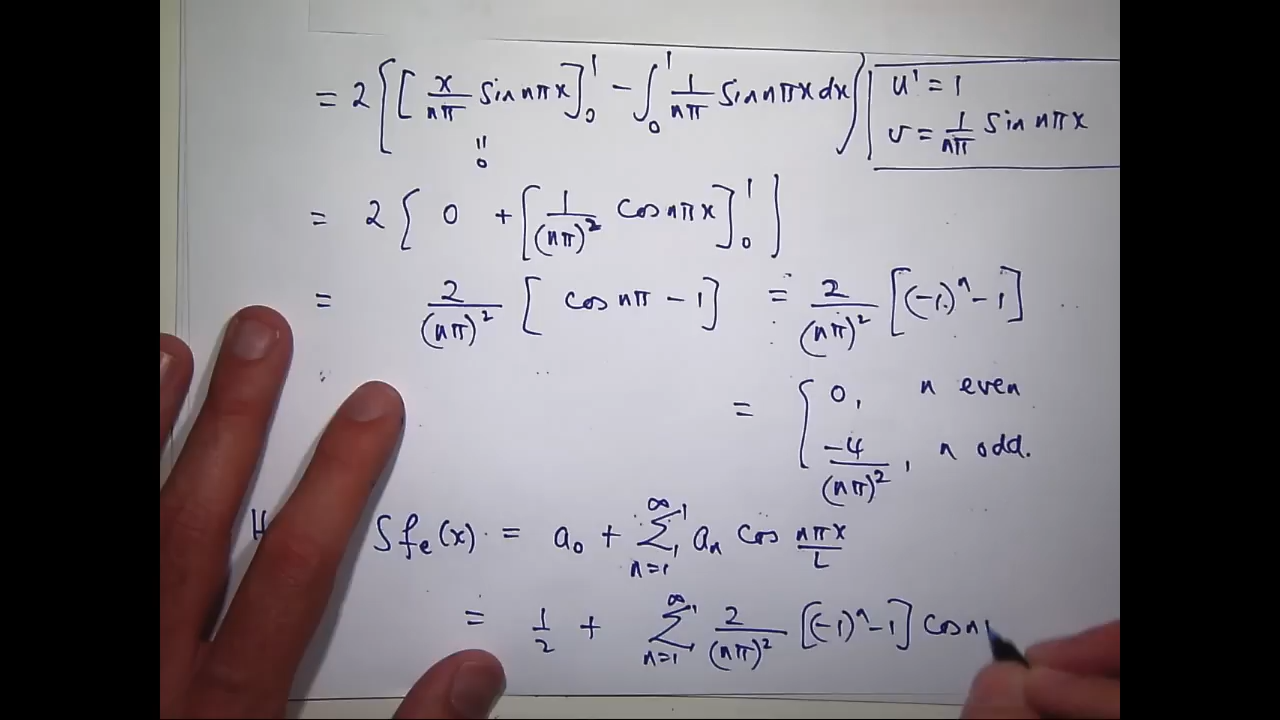 = 2 { [ x/nπ sin nπx ]₀¹ − ∫₀¹ 1/nπ sin nπx dx }
u' = 1
v = 1/nπ sin nπx
"
0
= 2 { 0 + [ 1/(nπ)² cos nπx ]₀¹ }
= 2/(nπ)² [ cos nπ − 1 ] = 2/(nπ)² [ (−1)ⁿ − 1 ]
= { 0, n even
−4/(nπ)², n odd.
Sfₑ(x) = a₀ + ∑ₙ₌₁^∞ aₙ cos nπx/L
= 1/2 + ∑ₙ₌₁^∞ 2/(nπ)² [(−1)ⁿ − 1] cos n